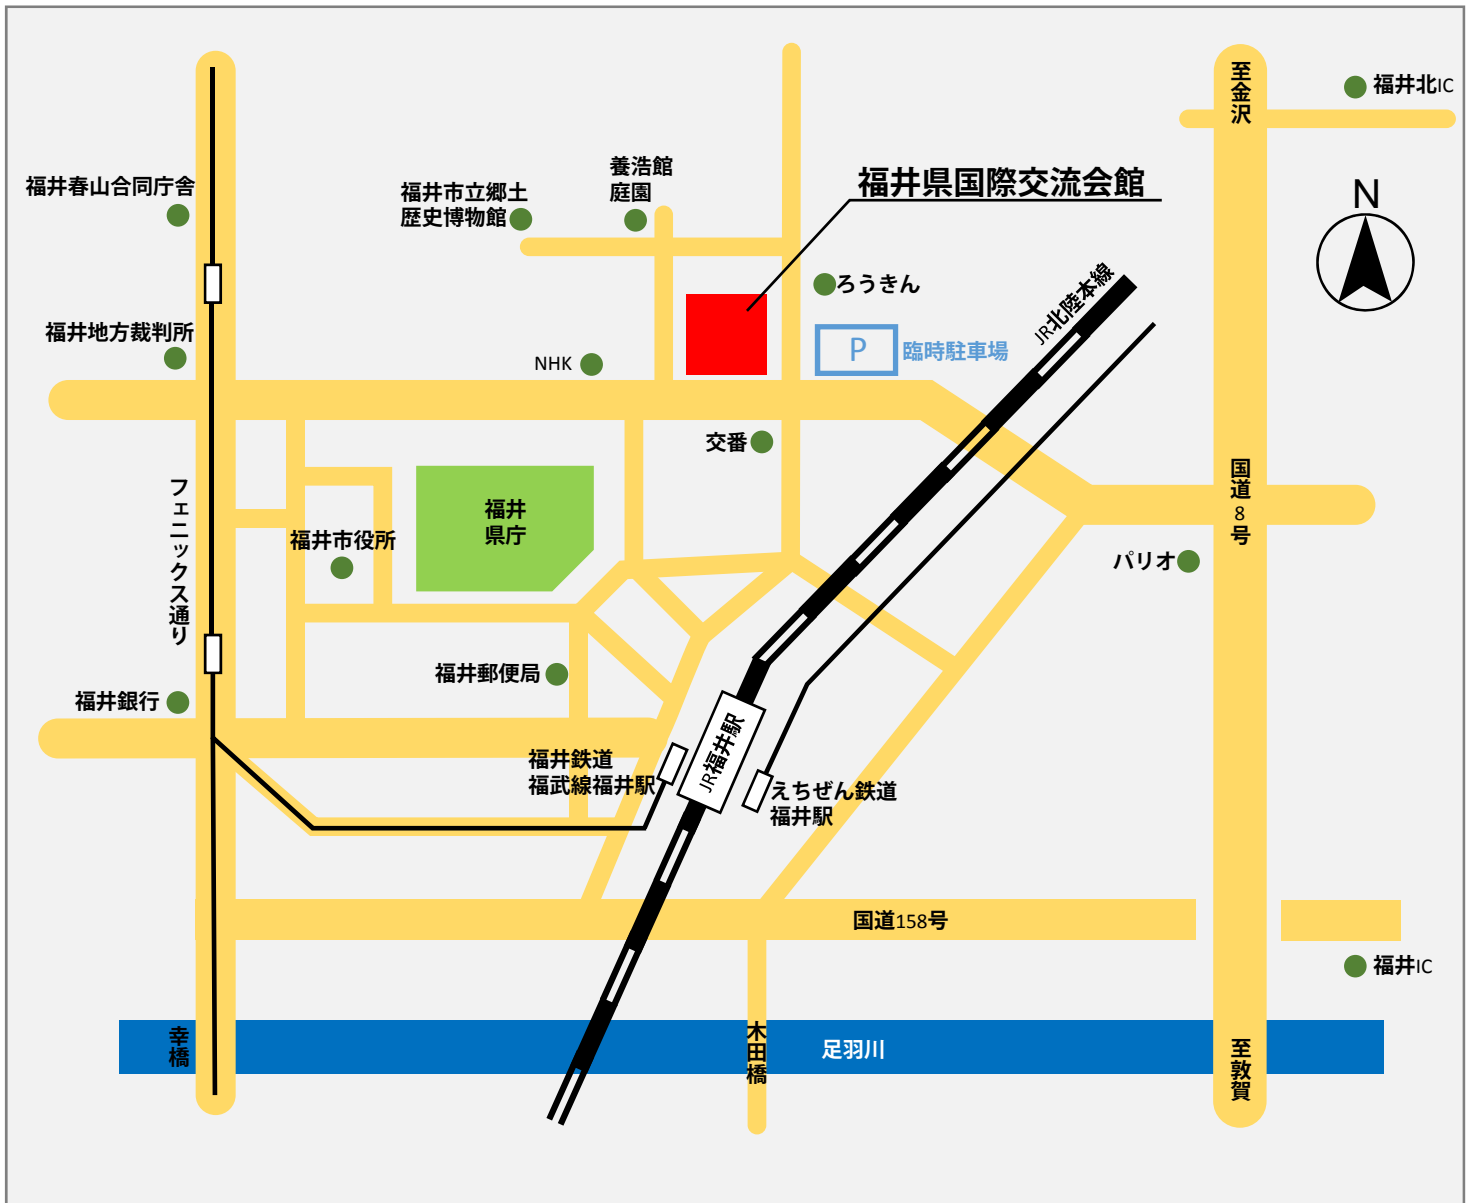 至金沢
福井北IC
福井春山合同庁舎
福井市立郷土
歴史博物館
養浩館
庭園
福井県国際交流会館
N
ろうきん
JR北陸本線
福井地方裁判所
NHK
P
臨時駐車場
交番
フェニックス通り
福井市役所
福井
県庁
国道8号
パリオ
福井郵便局
福井銀行
福井鉄道
福武線福井駅
JR福井駅
えちぜん鉄道
福井駅
国道158号
福井IC
幸橋
木田橋
足羽川
至敦賀